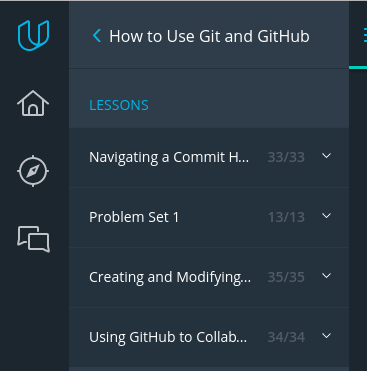 How to Use Git and GitHub
LESSONS
Navigating a Commit H... 33/33
Problem Set 1 13/13
Creating and Modifying... 35/35
Using GitHub to Collab... 34/34